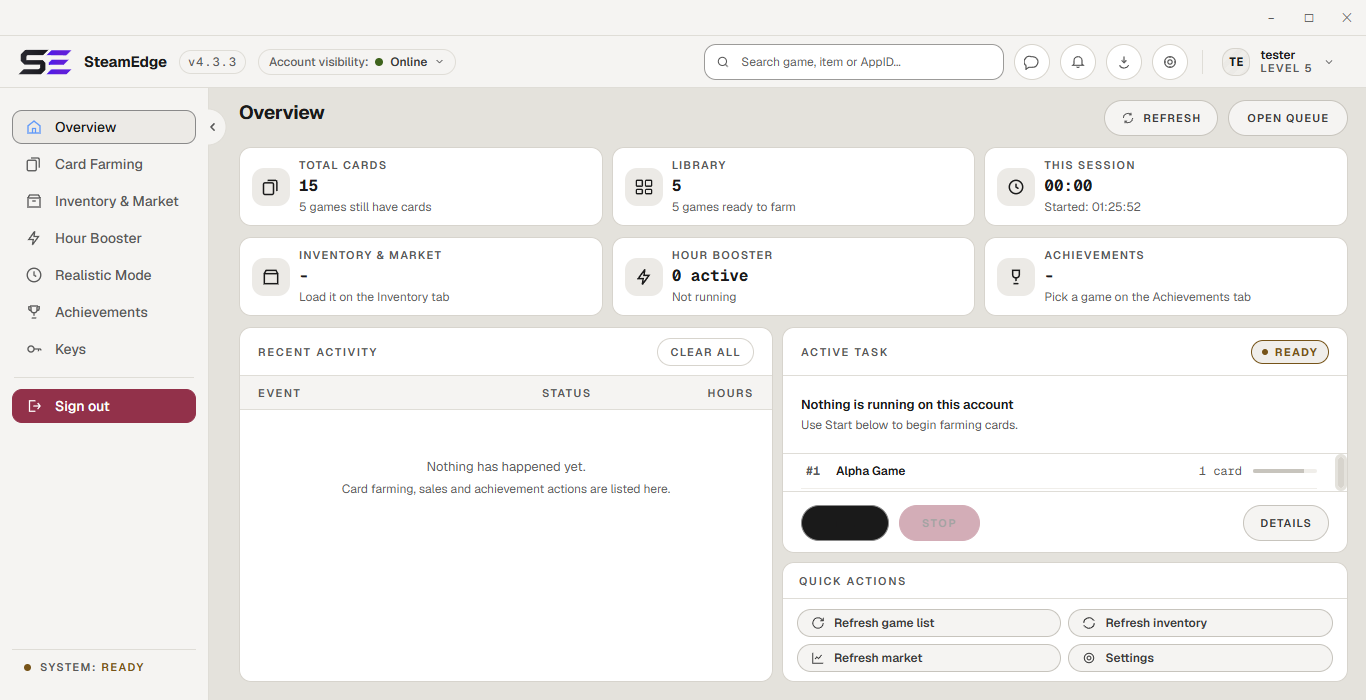 SE SteamEdge v4.3.3 Account visibility: Online
Search game, item or AppID...
TE tester
LEVEL 5
Overview
Card Farming
Inventory & Market
Hour Booster
Realistic Mode
Achievements
Keys
Sign out
SYSTEM: READY
Overview
REFRESH
OPEN QUEUE
TOTAL CARDS
15
5 games still have cards
LIBRARY
5
5 games ready to farm
THIS SESSION
00:00
Started: 01:25:52
INVENTORY & MARKET
-
Load it on the Inventory tab
HOUR BOOSTER
0 active
Not running
ACHIEVEMENTS
-
Pick a game on the Achievements tab
RECENT ACTIVITY
CLEAR ALL
EVENT STATUS HOURS
Nothing has happened yet.
Card farming, sales and achievement actions are listed here.
ACTIVE TASK
READY
Nothing is running on this account
Use Start below to begin farming cards.
#1 Alpha Game 1 card
STOP
DETAILS
QUICK ACTIONS
Refresh game list
Refresh inventory
Refresh market
Settings